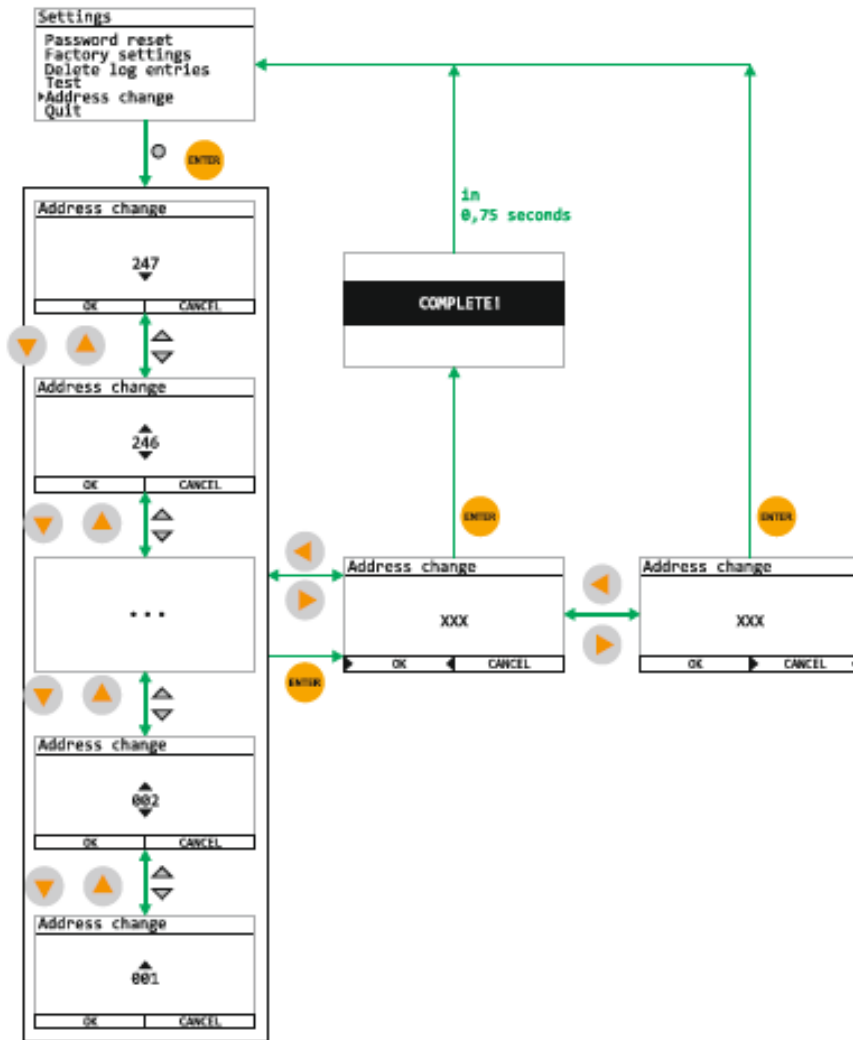 Settings
Password reset
Factory settings
Delete log entries
Test
Address change
Quit
ENTER
Address change
247
OK CANCEL
Address change
246
OK CANCEL
...
Address change
002
OK CANCEL
Address change
001
OK CANCEL
ENTER
in
0,75 seconds
COMPLETE!
ENTER
Address change
XXX
OK CANCEL
ENTER
Address change
XXX
OK CANCEL